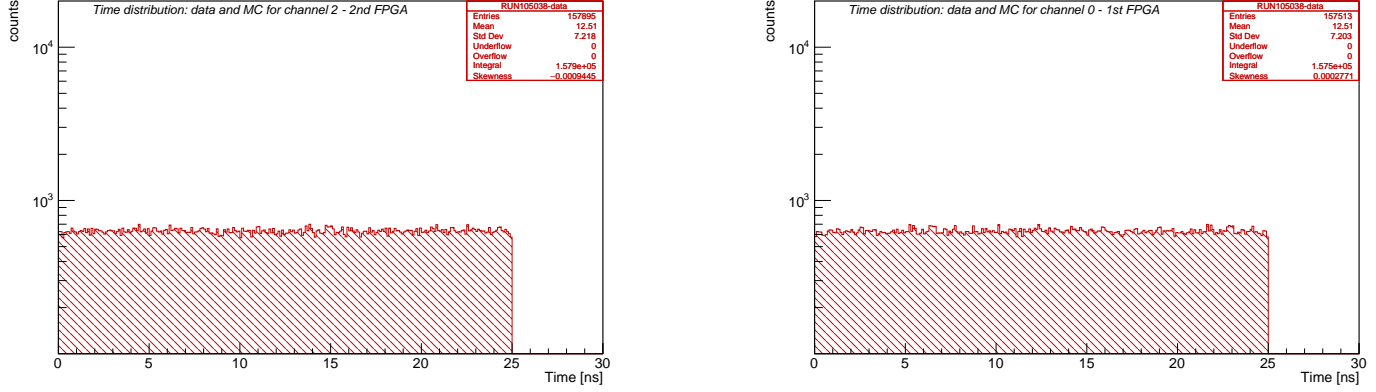 counts
Time distribution: data and MC for channel 2 - 2nd FPGA
RUN105038-data
Entries 157895
Mean 12.51
Std Dev 7.218
Underflow 0
Overflow 0
Integral 1.579e+05
Skewness −0.0009445
10^4
10^3
0 5 10 15 20 25 30
Time [ns]
counts
Time distribution: data and MC for channel 0 - 1st FPGA
RUN105038-data
Entries 157513
Mean 12.51
Std Dev 7.203
Underflow 0
Overflow 0
Integral 1.575e+05
Skewness 0.0002771
10^4
10^3
0 5 10 15 20 25 30
Time [ns]